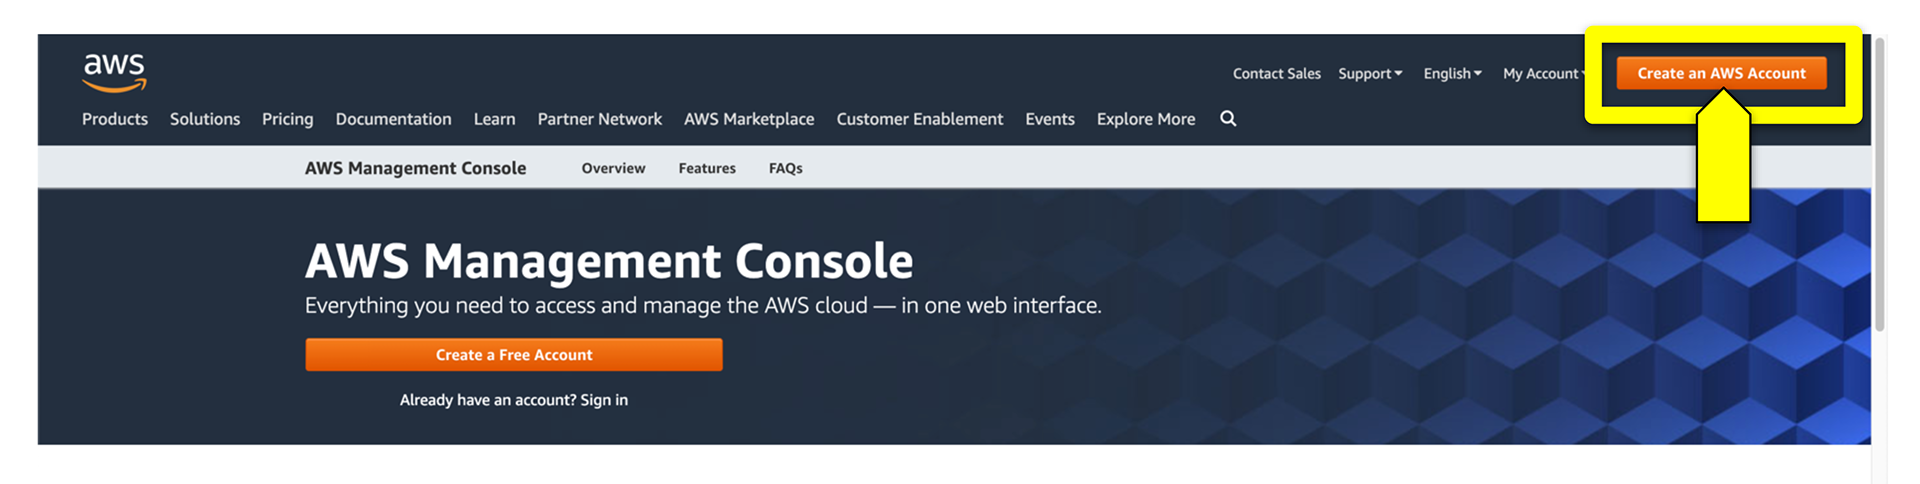 aws
Contact Sales Support English My Account Create an AWS Account
Products Solutions Pricing Documentation Learn Partner Network AWS Marketplace Customer Enablement Events Explore More
AWS Management Console Overview Features FAQs
AWS Management Console
Everything you need to access and manage the AWS cloud — in one web interface.
Create a Free Account
Already have an account? Sign in